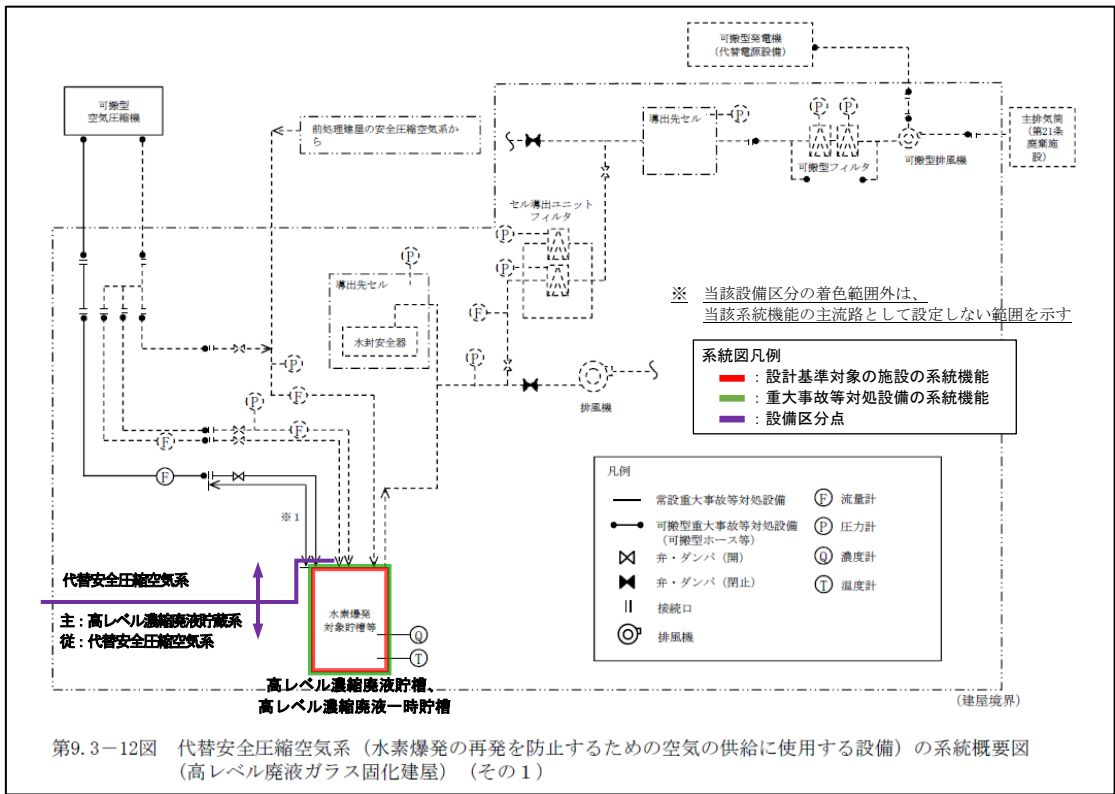 可搬型発電機
(代替電源設備)
可搬型
空気圧縮機
前処理建屋の安全圧縮空気系か
ら
導出先セル
P
P
P
可搬型フィルタ
可搬型排風機
主排気筒
(第21条
廃棄施
設)
セル導出ユニット
フィルタ
P
P
P
導出先セル
水封安全器
F
P
排風機
※ 当該設備区分の着色範囲外は、
当該系統機能の主流路として設定しない範囲を示す
系統図凡例
:設計基準対象の施設の系統機能
:重大事故等対処設備の系統機能
:設備区分点
P
F
P
F
F
F
※1
凡例
常設重大事故等対処設備
可搬型重大事故等対処設備
(可搬型ホース等)
弁・ダンパ(開)
弁・ダンパ(閉止)
接続口
排風機
F 流量計
P 圧力計
Q 濃度計
T 温度計
代替安全圧縮空気系
主:高レベル濃縮廃液貯蔵系
従:代替安全圧縮空気系
水素爆発
対象貯槽等
Q
T
高レベル濃縮廃液貯槽、
高レベル濃縮廃液一時貯槽
(建屋境界)
第9.3-12図 代替安全圧縮空気系(水素爆発の再発を防止するための空気の供給に使用する設備)の系統概要図
(高レベル廃液ガラス固化建屋)(その1)